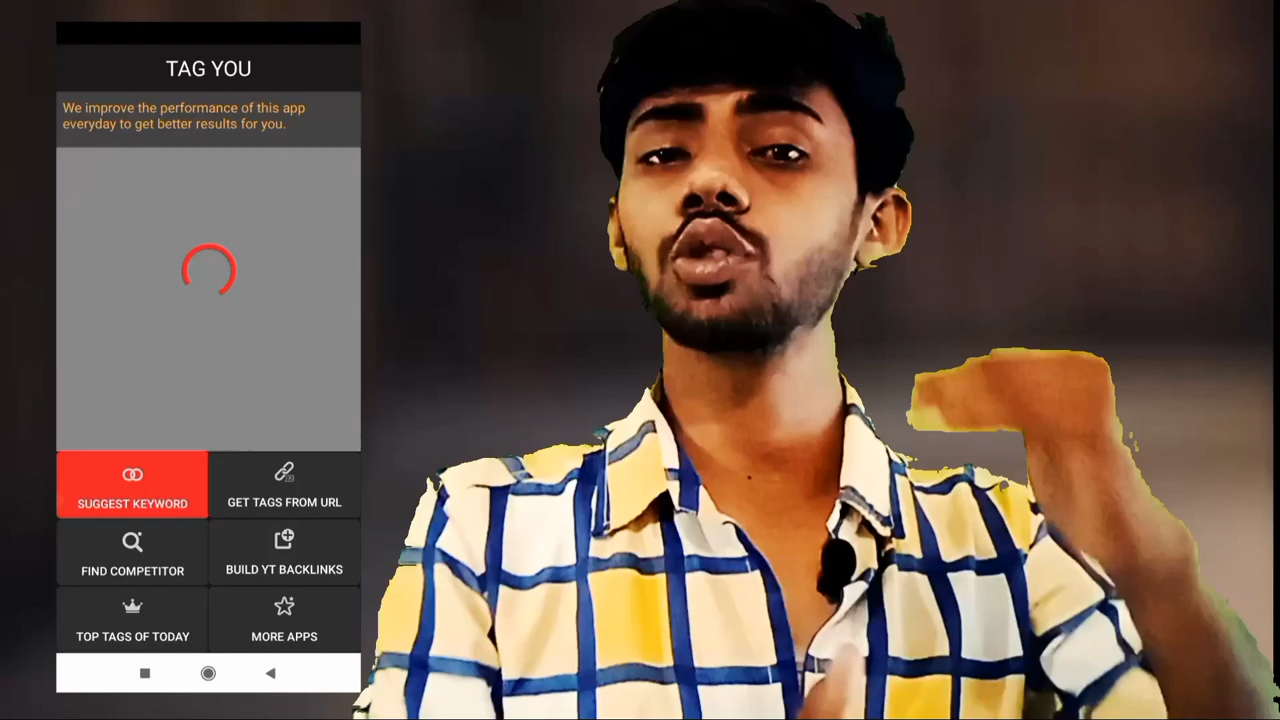 TAG YOU
We improve the performance of this app
everyday to get better results for you.
SUGGEST KEYWORD
GET TAGS FROM URL
FIND COMPETITOR
BUILD YT BACKLINKS
TOP TAGS OF TODAY
MORE APPS